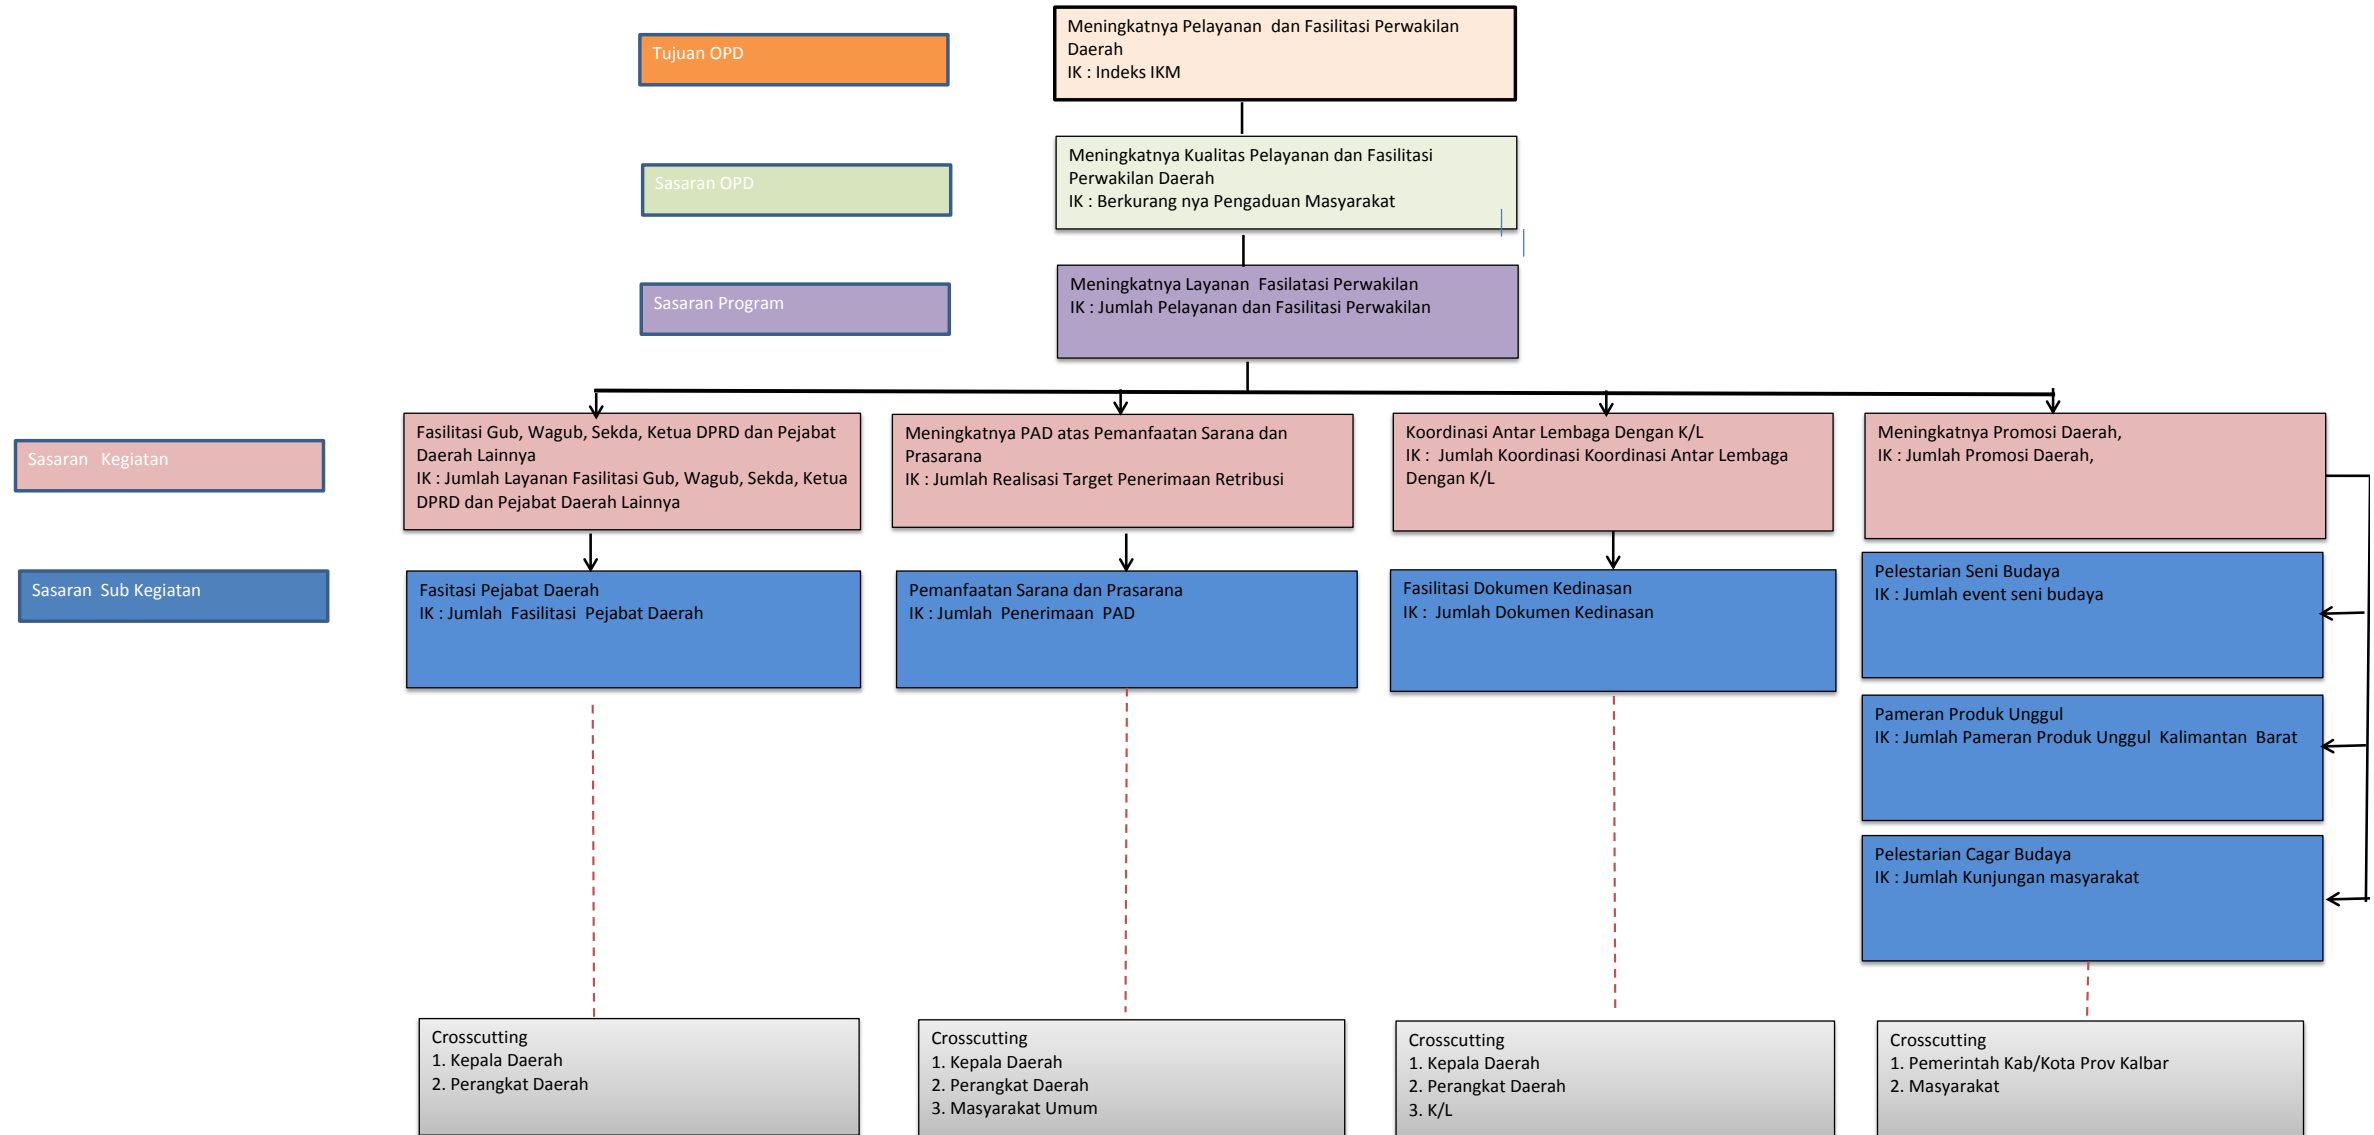 Tujuan OPD
Meningkatnya Pelayanan  dan Fasilitasi Perwakilan
Daerah
IK : Indeks IKM
Sasaran OPD
Meningkatnya Kualitas Pelayanan dan Fasilitasi
Perwakilan Daerah
IK : Berkurang nya Pengaduan Masyarakat
Sasaran Program
Meningkatnya Layanan  Fasilatasi Perwakilan
IK : Jumlah Pelayanan dan Fasilitasi Perwakilan
Sasaran   Kegiatan
Fasilitasi Gub, Wagub, Sekda, Ketua DPRD dan Pejabat
Daerah Lainnya
IK : Jumlah Layanan Fasilitasi Gub, Wagub, Sekda, Ketua
DPRD dan Pejabat Daerah Lainnya
Meningkatnya PAD atas Pemanfaatan Sarana dan
Prasarana
IK : Jumlah Realisasi Target Penerimaan Retribusi
Koordinasi Antar Lembaga Dengan K/L
IK :  Jumlah Koordinasi Koordinasi Antar Lembaga
Dengan K/L
Meningkatnya Promosi Daerah,
IK : Jumlah Promosi Daerah,
Sasaran  Sub Kegiatan
Fasitasi Pejabat Daerah
IK : Jumlah  Fasilitasi  Pejabat Daerah
Pemanfaatan Sarana dan Prasarana
IK : Jumlah  Penerimaan  PAD
Fasilitasi Dokumen Kedinasan
IK :  Jumlah Dokumen Kedinasan
Pelestarian Seni Budaya
IK : Jumlah event seni budaya
Pameran Produk Unggul
IK : Jumlah Pameran Produk Unggul  Kalimantan  Barat
Pelestarian Cagar Budaya
IK : Jumlah Kunjungan masyarakat
Crosscutting
1. Kepala Daerah
2. Perangkat Daerah
Crosscutting
1. Kepala Daerah
2. Perangkat Daerah
3. Masyarakat Umum
Crosscutting
1. Kepala Daerah
2. Perangkat Daerah
3. K/L
Crosscutting
1. Pemerintah Kab/Kota Prov Kalbar
2. Masyarakat